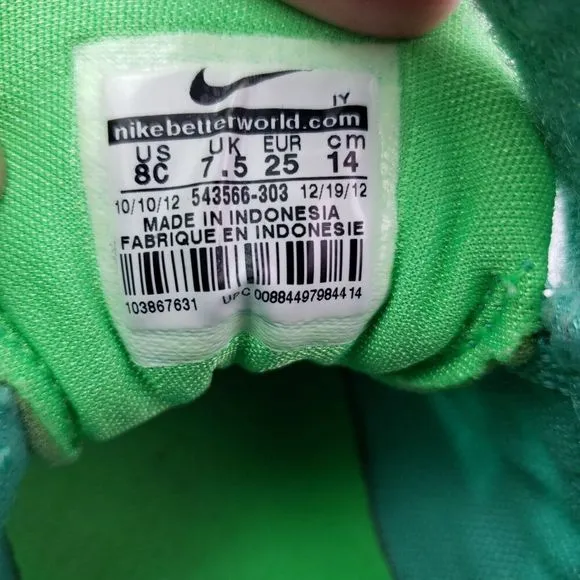 IY
nikebetterworld.com
US UK EUR cm
8C 7.5 25 14
10/10/12 543566-303 12/19/12
MADE IN INDONESIA
FABRIQUE EN INDONESIE
103867631 UPC 00884497984414